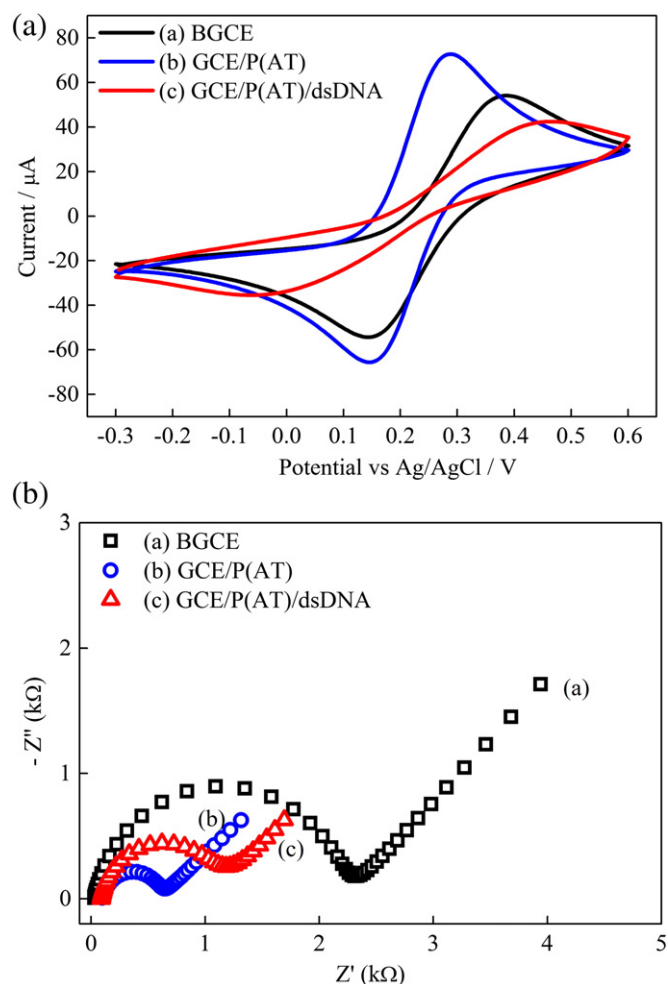 (a)
(a) BGCE
(b) GCE/P(AT)
(c) GCE/P(AT)/dsDNA
80
60
40
20
0
-20
-40
-60
-80
Current / μA
-0.3 -0.2 -0.1 0.0 0.1 0.2 0.3 0.4 0.5 0.6
Potential vs Ag/AgCl / V
(b)
(a) BGCE
(b) GCE/P(AT)
(c) GCE/P(AT)/dsDNA
3
2
1
0
- Z" (kΩ)
(a)
(b)
(c)
0 1 2 3 4 5
Z' (kΩ)